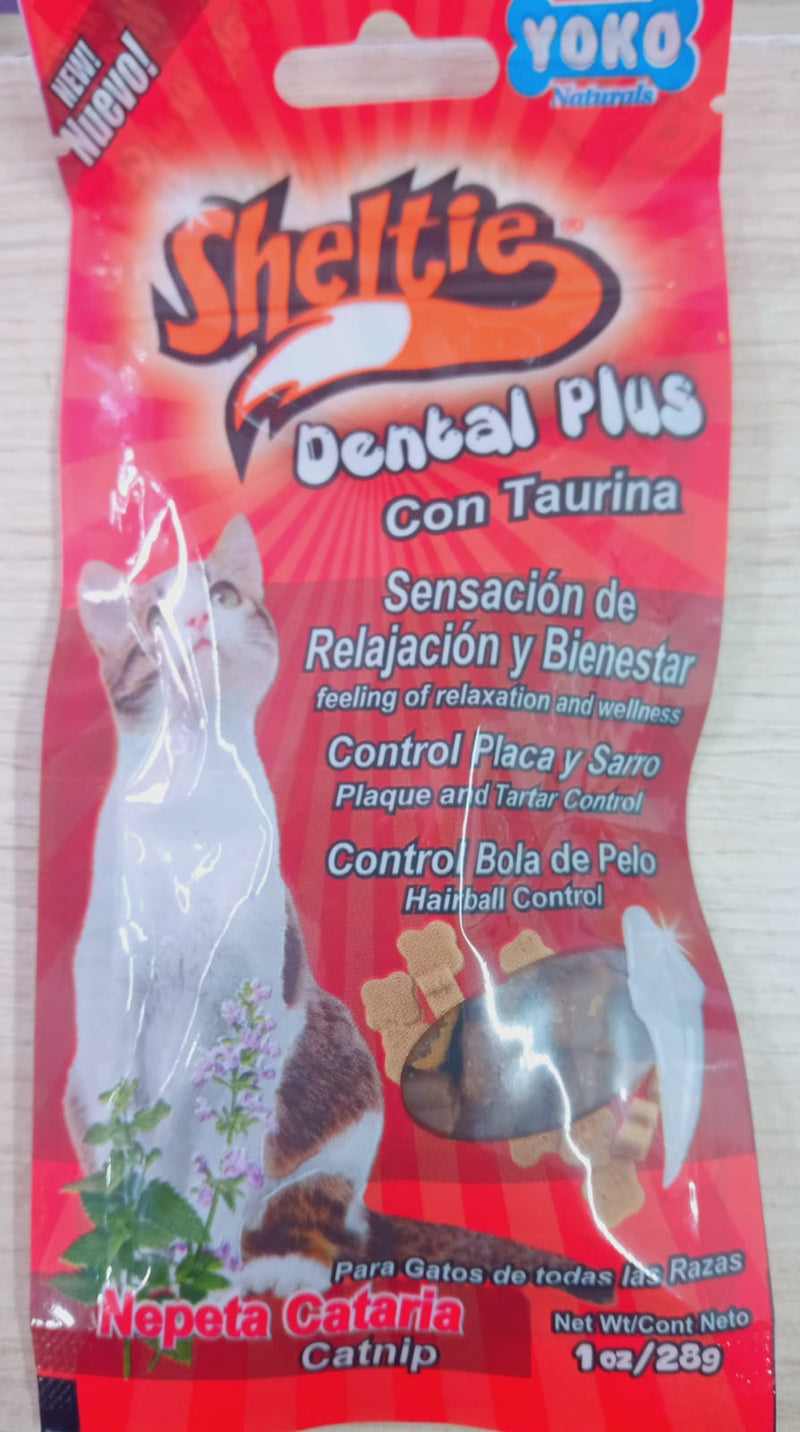 NEW!
Nuevo!
YOKO
Naturals
Sheltie®
Dental Plus
Con Taurina
Sensación de
Relajación y Bienestar
feeling of relaxation and wellness
Control Placa y Sarro
Plaque and Tartar Control
Control Bola de Pelo
Hairball Control
Para Gatos de todas las Razas
Nepeta Cataria
Catnip
Net Wt/Cont Neto
1 oz/28g